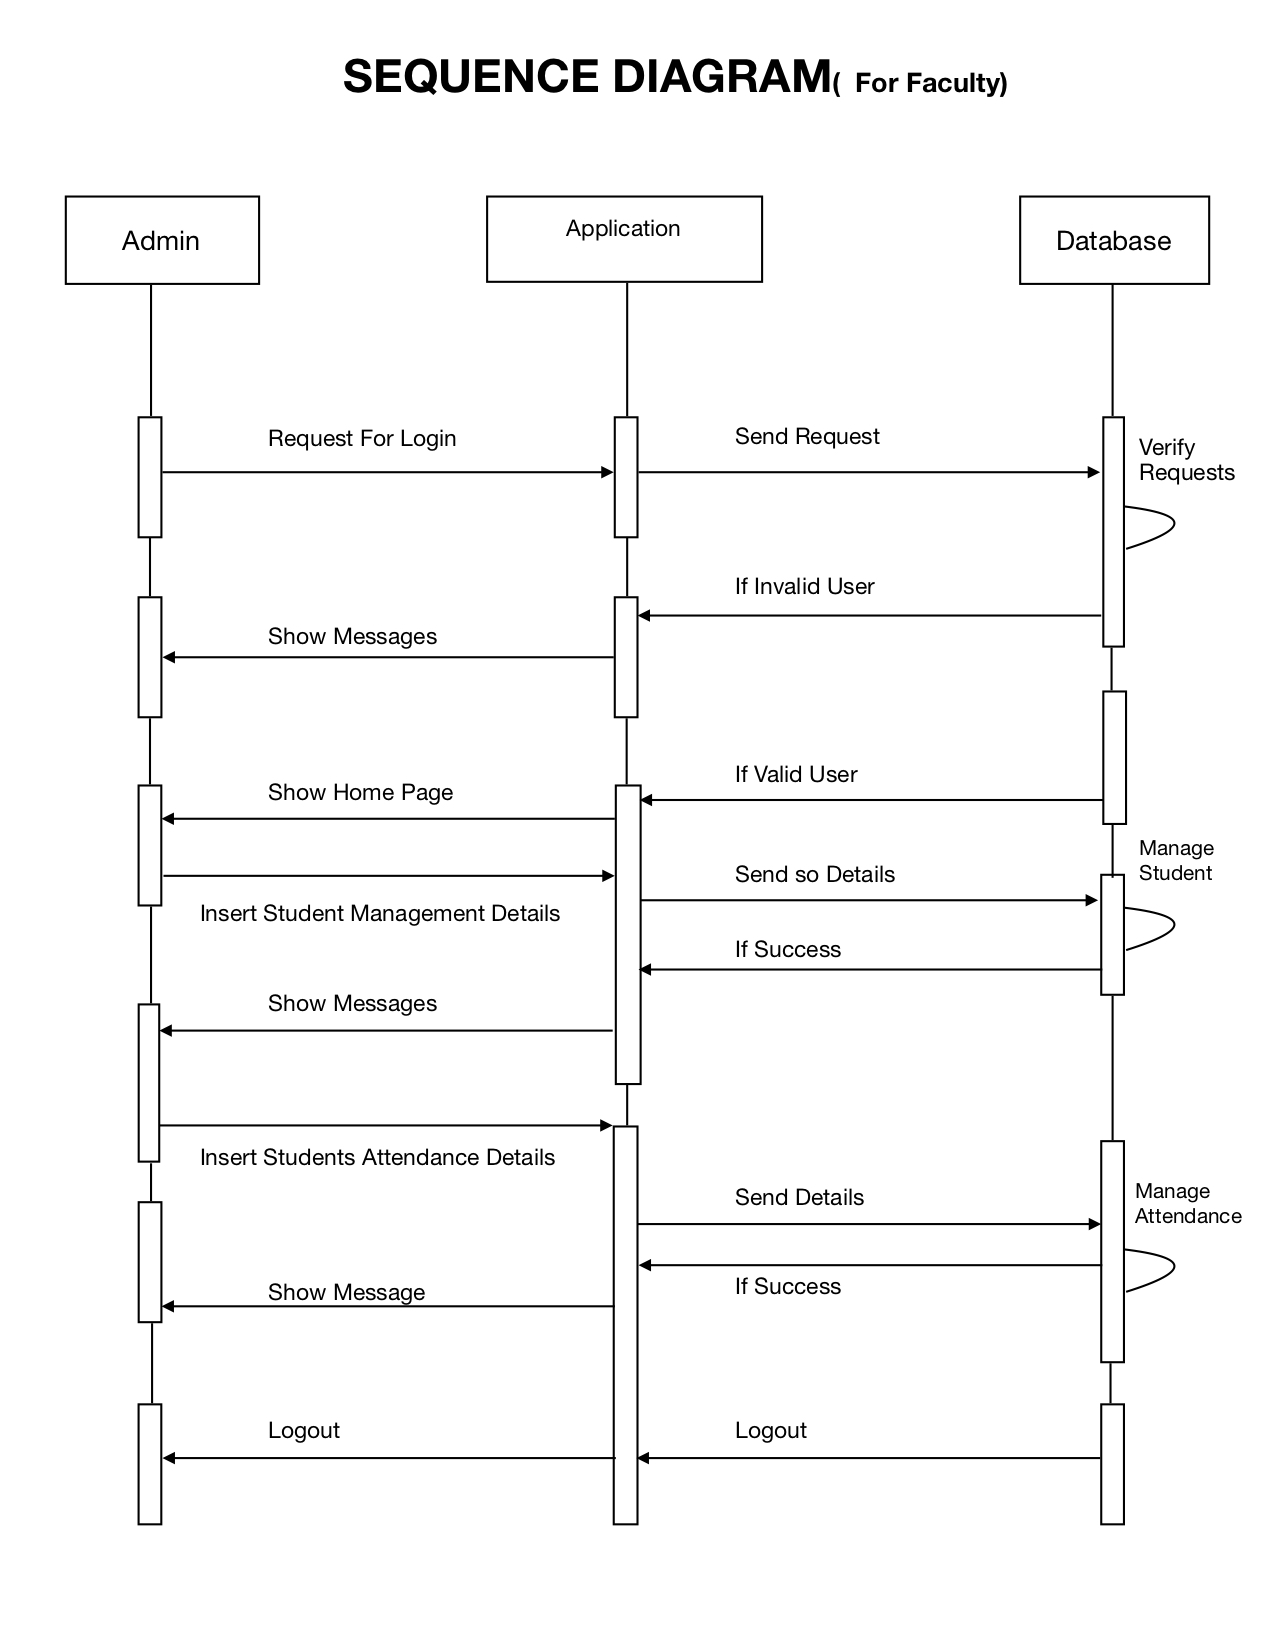 SEQUENCE DIAGRAM( For Faculty)
Admin
Application
Database
Request For Login
Send Request
Verify
Requests
If Invalid User
Show Messages
If Valid User
Show Home Page
Manage
Student
Send so Details
Insert Student Management Details
If Success
Show Messages
Insert Students Attendance Details
Send Details
Manage
Attendance
If Success
Show Message
Logout
Logout